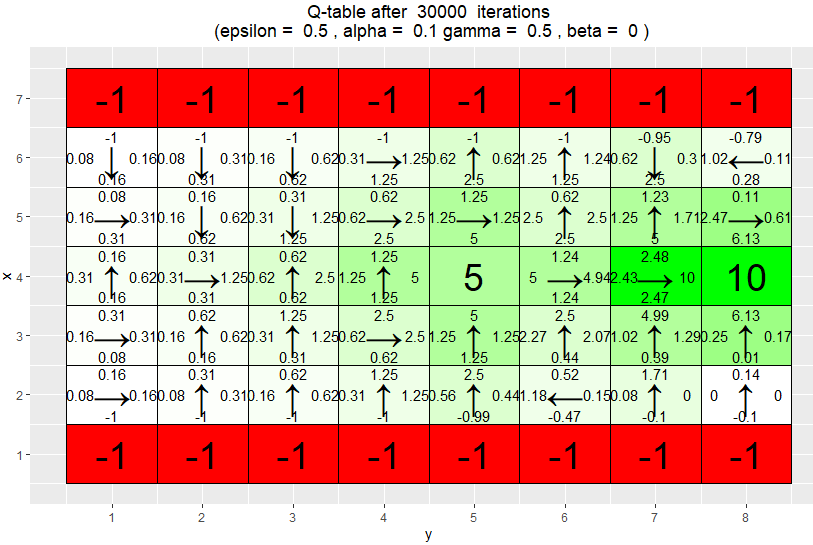 Q-table after 30000 iterations
(epsilon = 0.5 , alpha = 0.1 gamma = 0.5 , beta = 0 )
7 -1 -1 -1 -1 -1 -1 -1 -1
-1 -1 -1 -1 -1 -1 -0.95 -0.79
6 0.08 0.16 0.08 0.31 0.16 0.62 0.31 1.25 0.62 0.62 1.25 1.24 0.62 0.3 1.02 0.11
0.16 0.31 0.62 1.25 2.5 1.25 2.5 0.28
0.08 0.16 0.31 0.62 1.25 0.62 1.23 0.11
5 0.16 0.31 0.16 0.62 0.31 1.25 0.62 2.5 1.25 1.25 2.5 2.5 1.25 1.71 2.47 0.61
0.31 0.62 1.25 2.5 5 2.5 5 6.13
0.16 0.31 0.62 1.25 1.24 2.48
x 4 0.31 0.62 0.31 1.25 0.62 2.5 1.25 5 5 5 4.94 2.43 10 10
0.16 0.31 0.62 1.25 1.24 2.47
0.31 0.62 1.25 2.5 5 2.5 4.99 6.13
3 0.16 0.31 0.16 0.62 0.31 1.25 0.62 2.5 1.25 1.25 2.27 2.07 1.02 1.29 0.25 0.17
0.08 0.16 0.31 0.62 1.25 0.44 0.39 0.01
0.16 0.31 0.62 1.25 2.5 0.52 1.71 0.14
2 0.08 0.16 0.08 0.31 0.16 0.62 0.31 1.25 0.56 0.44 1.18 0.15 0.08 0 0 0
-1 -1 -1 -1 -0.99 -0.47 -0.1 -0.1
1 -1 -1 -1 -1 -1 -1 -1 -1
1 2 3 4 5 6 7 8
y